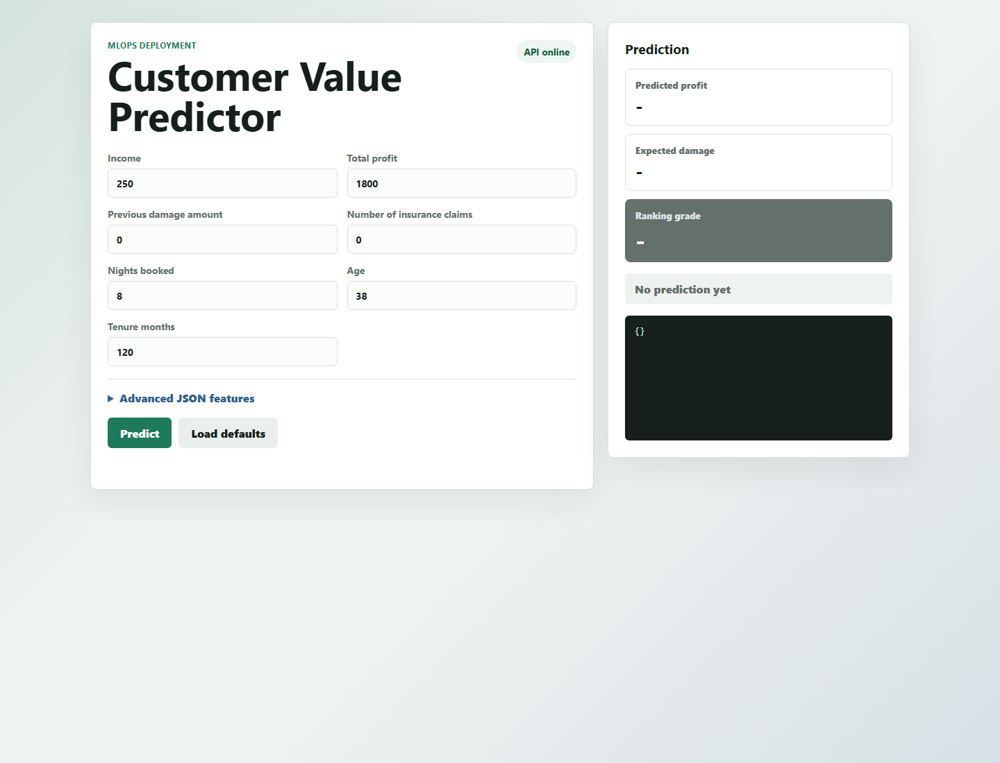 MLOPS DEPLOYMENT
API online
Customer Value
Predictor
Income
Total profit
250
1800
Previous damage amount
Number of insurance claims
0
0
Nights booked
Age
8
38
Tenure months
120
Advanced JSON features
Predict
Load defaults
Prediction
Predicted profit
-
Expected damage
-
Ranking grade
-
No prediction yet
{}